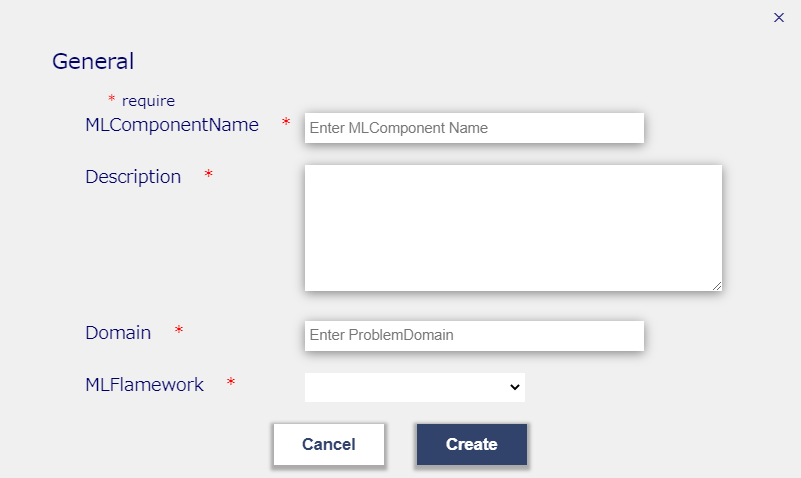 ×
General
* require
MLComponentName * Enter MLComponent Name
Description *
Domain * Enter ProblemDomain
MLFlamework *
Cancel Create